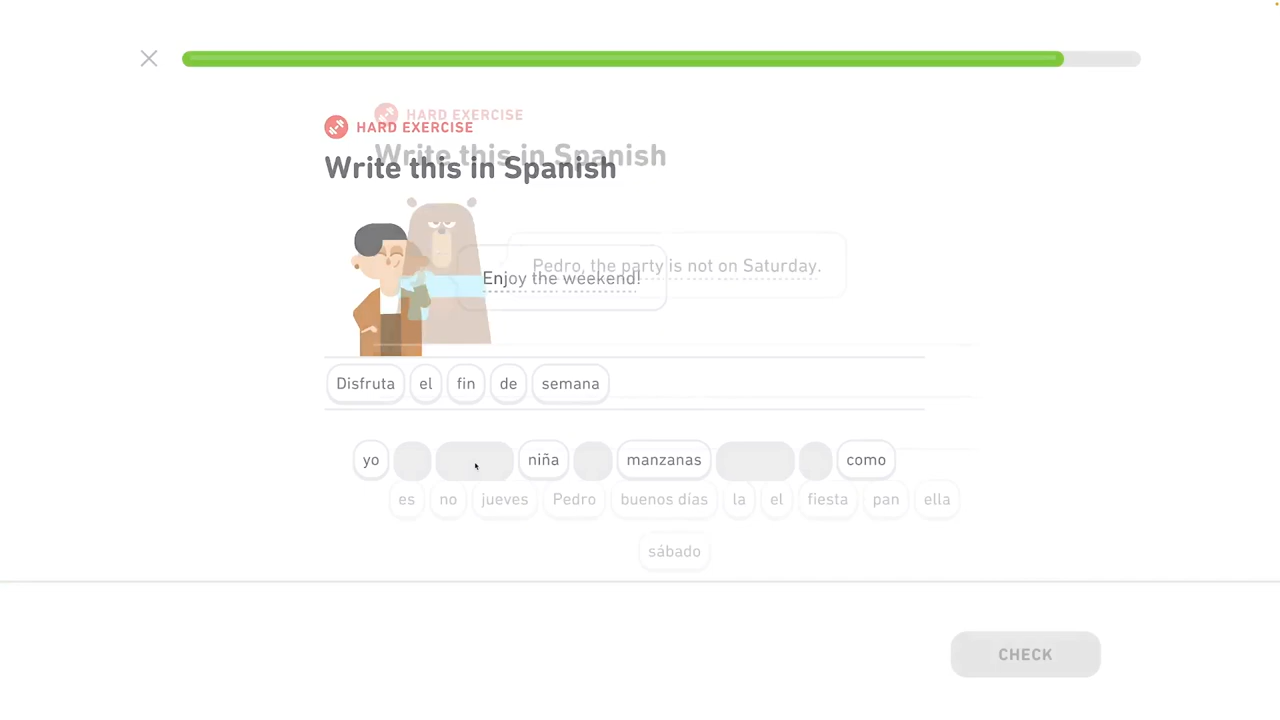 HARD EXERCISE
HARD EXERCISE
Write this in Spanish
Write this in Spanish
Pedro, the party is not on Saturday.
Enjoy the weekend!
Disfruta el fin de semana
yo niña manzanas como
es no jueves Pedro buenos días la el fiesta pan ella
sábado
CHECK